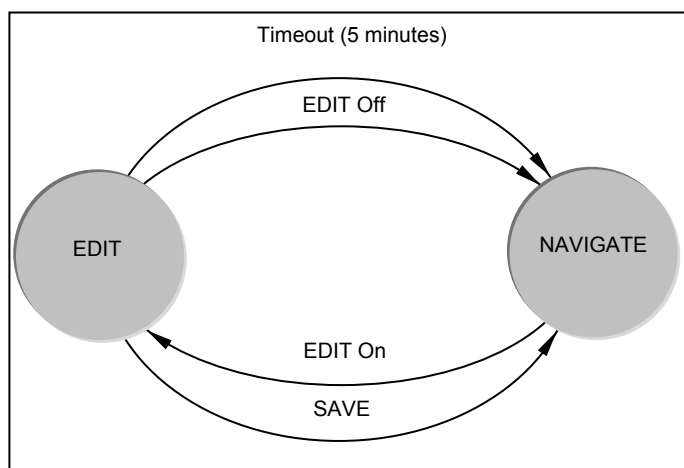 Timeout (5 minutes)
EDIT Off
EDIT
NAVIGATE
EDIT On
SAVE